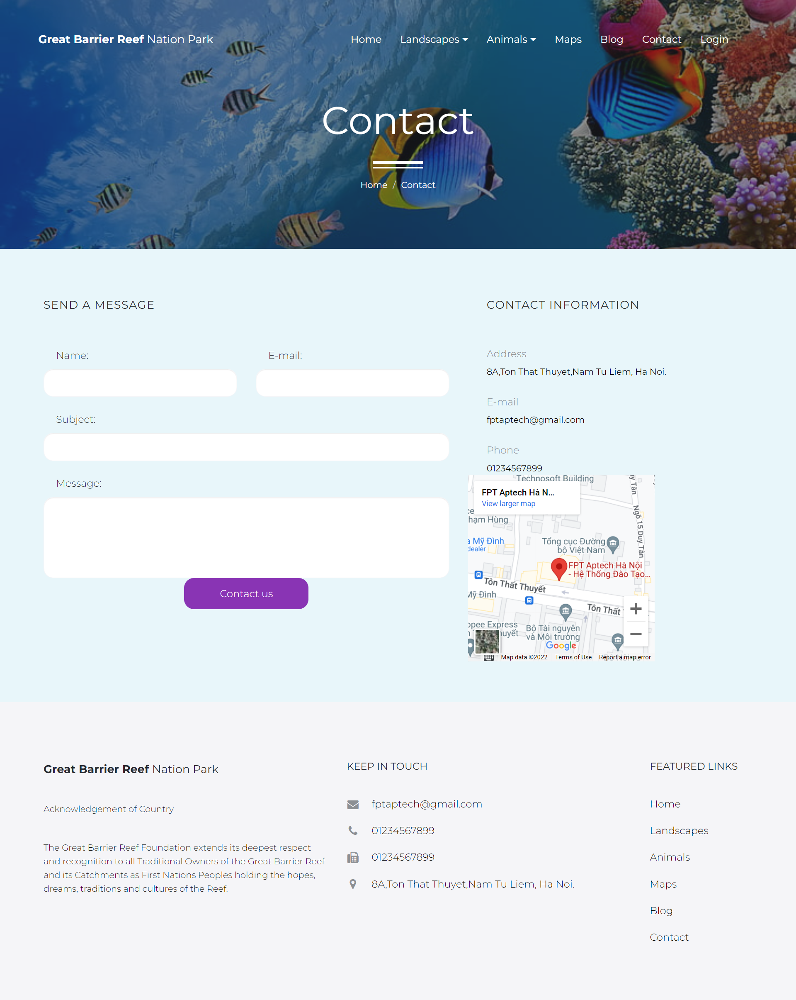 Great Barrier Reef Nation Park
Home Landscapes Animals Maps Blog Contact Login
Contact
Home / Contact
SEND A MESSAGE
Name:
E-mail:
Subject:
Message:
Contact us
CONTACT INFORMATION
Address
8A,Ton That Thuyet,Nam Tu Liem, Ha Noi.
E-mail
fptaptech@gmail.com
Phone
01234567899
Technosoft Building
FPT Aptech Hà N...
View larger map
Phạm Hùng
Mỹ Đình
dealer
Duy Tân
Ngõ 15 Duy Tân
Tổng cục Đường
bộ Việt Nam
FPT Aptech Hà Nội
- Hệ Thống Đào Tạo...
Tôn Thất Thuyết
Mỹ Đình
Tôn Thất
Express
Bộ Tài nguyên
và Môi trường
Google
Map data ©2022 Terms of Use Report a map error
Great Barrier Reef Nation Park
Acknowledgement of Country
The Great Barrier Reef Foundation extends its deepest respect
and recognition to all Traditional Owners of the Great Barrier Reef
and its Catchments as First Nations Peoples holding the hopes,
dreams, traditions and cultures of the Reef.
KEEP IN TOUCH
fptaptech@gmail.com
01234567899
01234567899
8A,Ton That Thuyet,Nam Tu Liem, Ha Noi.
FEATURED LINKS
Home
Landscapes
Animals
Maps
Blog
Contact